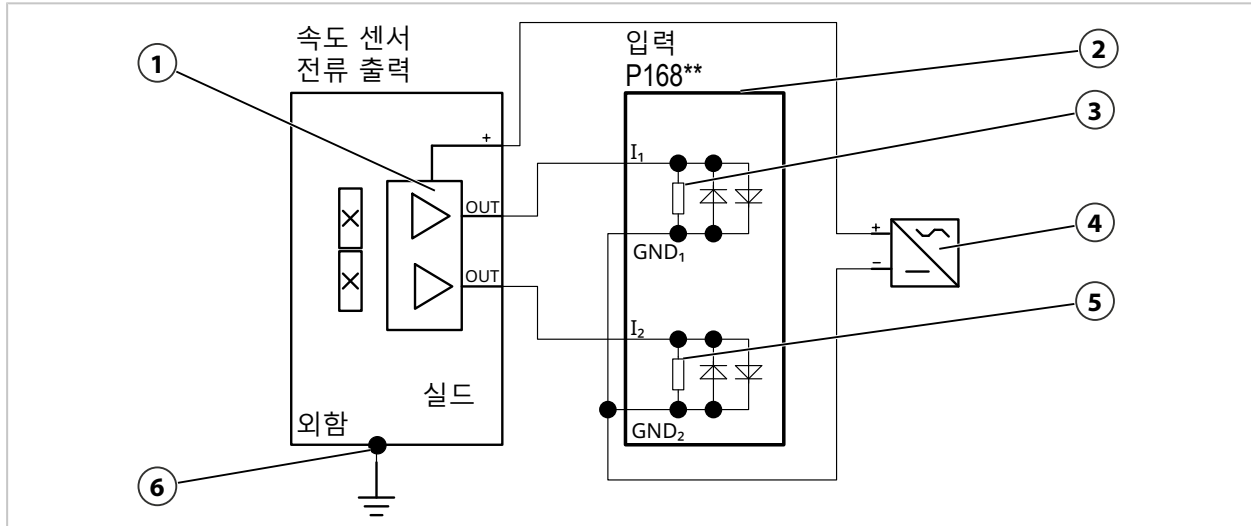 속도 센서
전류 출력
입력
P168**
1
2
3
4
5
6
+
OUT
OUT
I₁
GND₁
I₂
GND₂
+
−
실드
외함